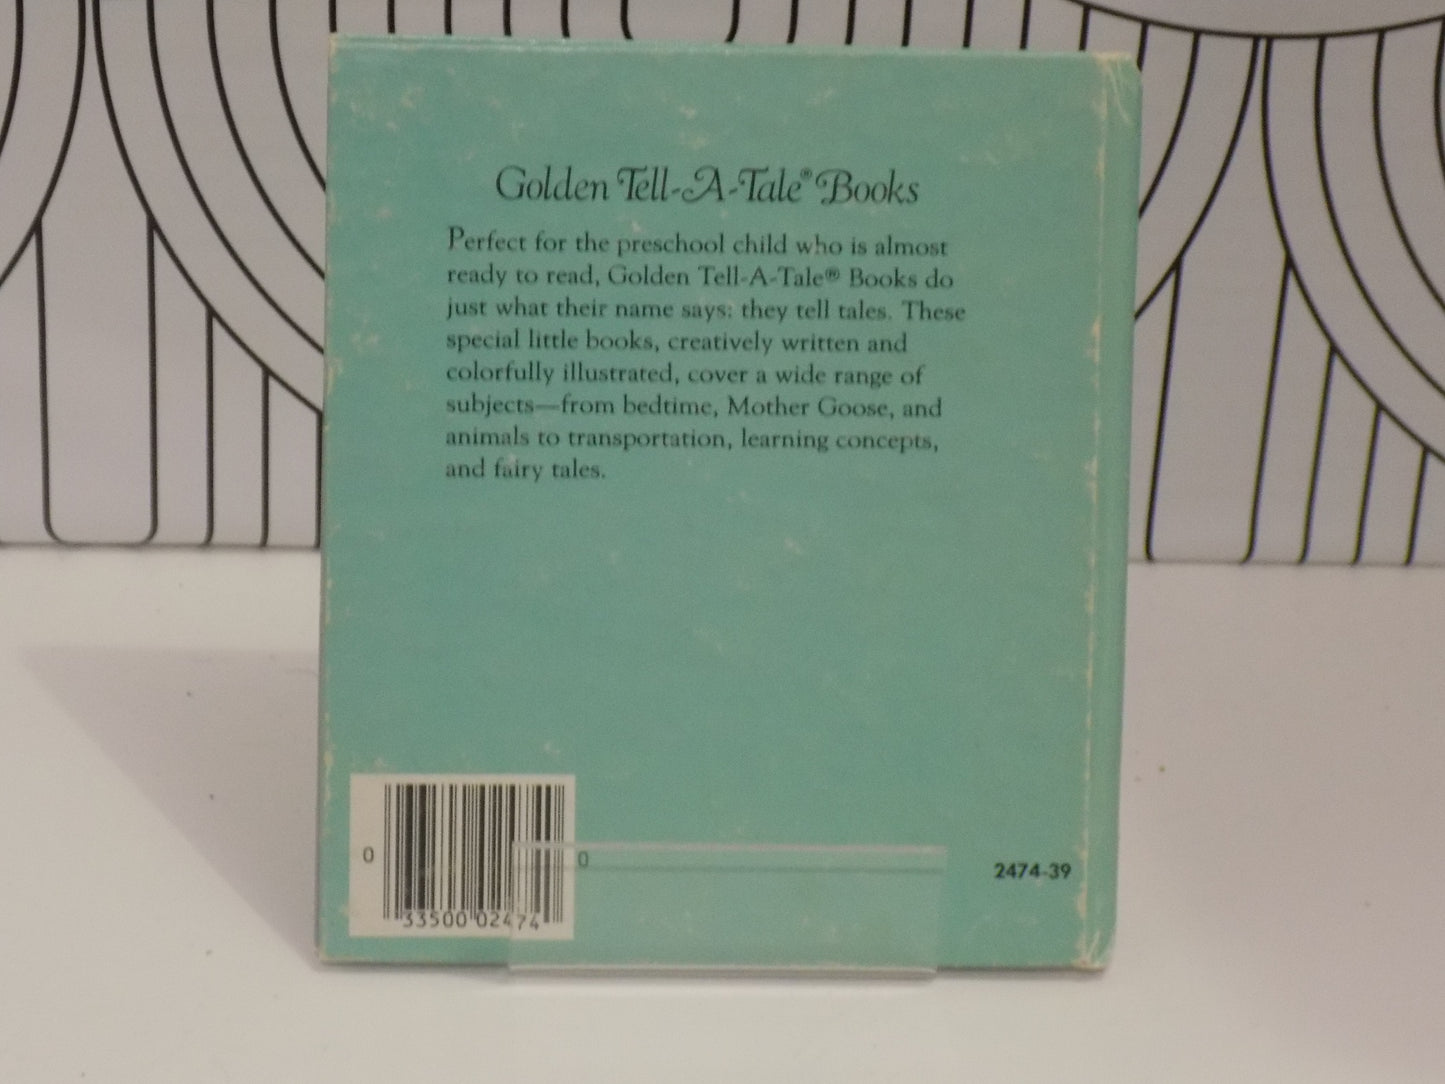 Golden Tell-A-Tale® Books
Perfect for the preschool child who is almost
ready to read, Golden Tell-A-Tale® Books do
just what their name says: they tell tales. These
special little books, creatively written and
colorfully illustrated, cover a wide range of
subjects—from bedtime, Mother Goose, and
animals to transportation, learning concepts,
and fairy tales.
0 33500 02474 0
2474-39